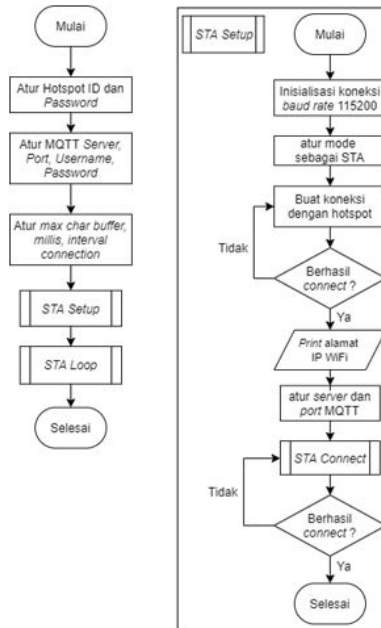 Mulai
Atur Hotspot ID dan
Password
Atur MQTT Server,
Port, Username,
Password
Atur max char buffer,
millis, interval
connection
STA Setup
STA Loop
Selesai
STA Setup
Mulai
Inisialisasi koneksi
baud rate 115200
atur mode
sebagai STA
Buat koneksi
dengan hotspot
Tidak
Berhasil
connect ?
Ya
Print alamat
IP WiFi
atur server dan
port MQTT
STA Connect
Tidak
Berhasil
connect ?
Ya
Selesai